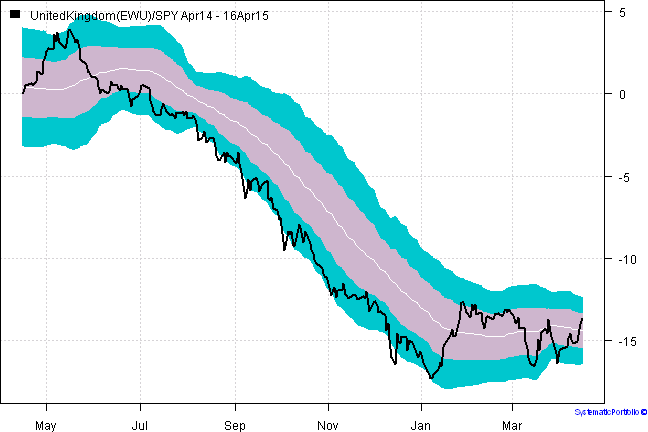 UnitedKingdom(EWU)/SPY Apr14 - 16Apr15
5
0
-5
-10
-15
May Jul Sep Nov Jan Mar
SystematicPortfolio ©